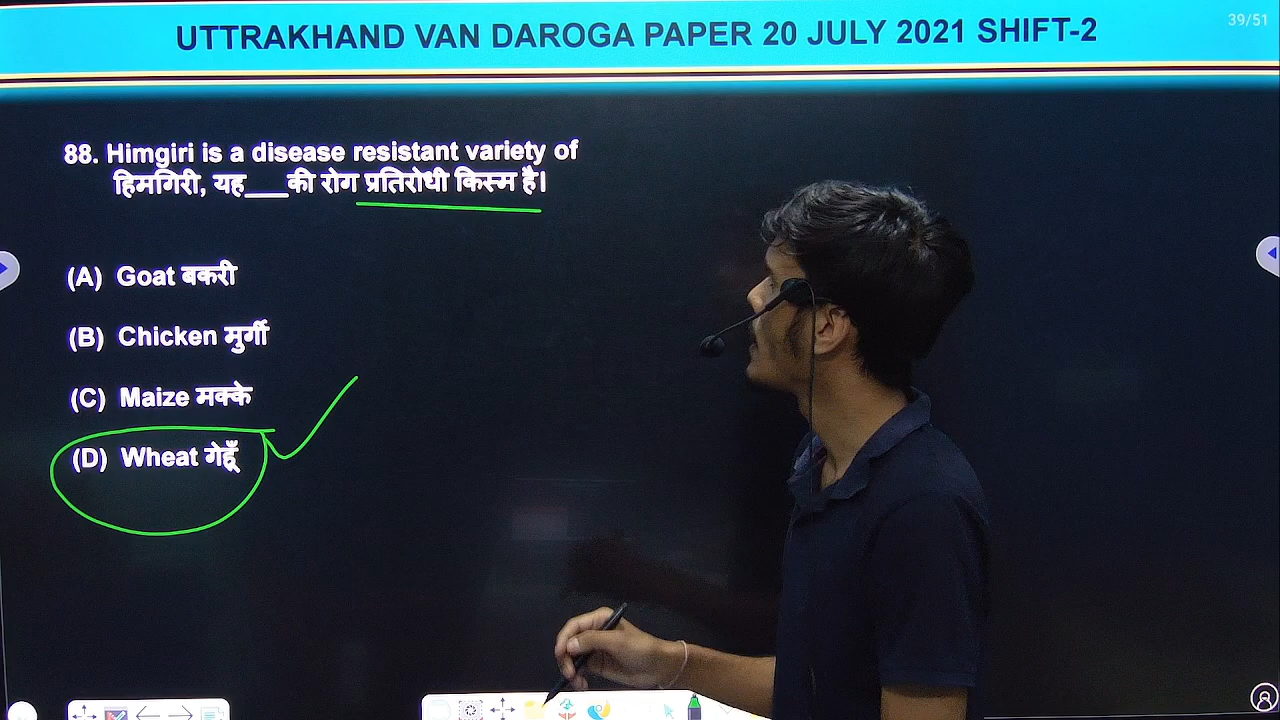 39/51
UTTRAKHAND VAN DAROGA PAPER 20 JULY 2021 SHIFT-2
88. Himgiri is a disease resistant variety of
हिमगिरी, यह___की रोग प्रतिरोधी किस्म है।
(A) Goat बकरी
(B) Chicken मुर्गी
(C) Maize मक्के
(D) Wheat गेहूँ